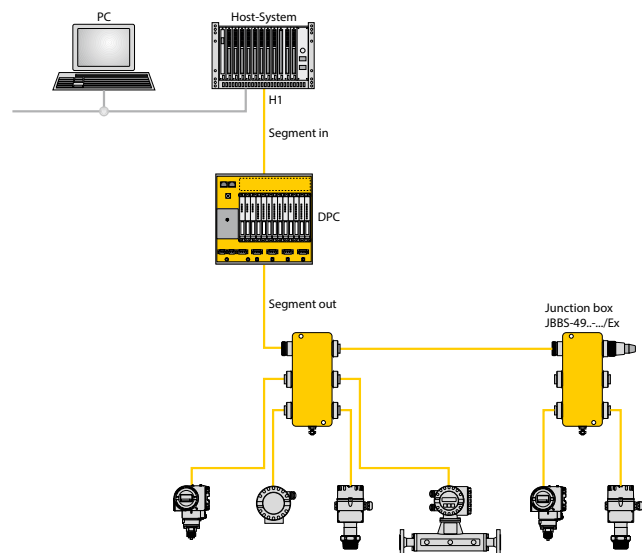 PC
Host-System
H1
Segment in
DPC
Segment out
Junction box
JBBS-49..-.../Ex